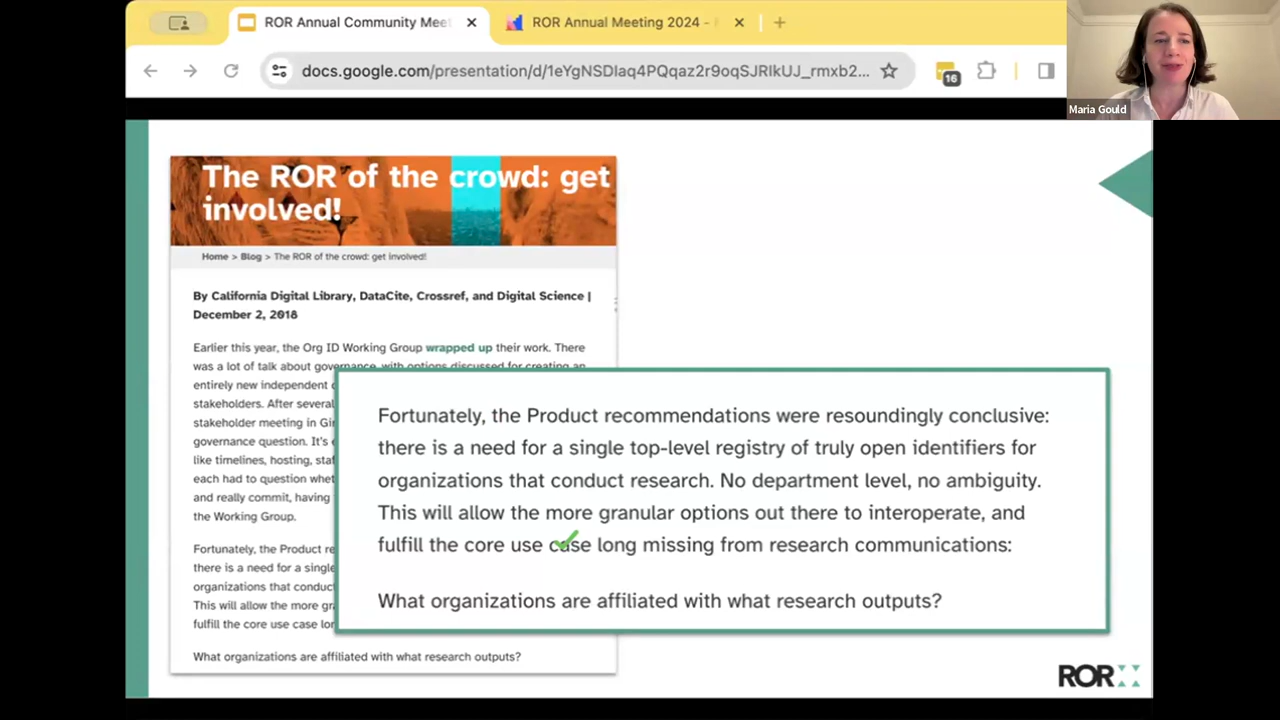 ROR Annual Community Meet
ROR Annual Meeting 2024 -
docs.google.com/presentation/d/1eYgNSDlaq4PQqaz2r9oqSJRlkUJ_rmxb2...
16
Maria Gould
The ROR of the crowd: get
involved!
Home > Blog > The ROR of the crowd: get involved!
By California Digital Library, DataCite, Crossref, and Digital Science |
December 2, 2018
Earlier this year, the Org ID Working Group wrapped up their work. There
was a lot of talk about governance, with options discussed for creating an
entirely new independent
stakeholders. After several
stakeholder meeting in
governance question. It's
like timelines, hosting,
each had to question
and really commit, having
the Working Group.
Fortunately, the Product
there is a need for a single
organizations that
This will allow the more
fulfill the core use case
What organizations are affiliated with what research outputs?
Fortunately, the Product recommendations were resoundingly conclusive:
there is a need for a single top-level registry of truly open identifiers for
organizations that conduct research. No department level, no ambiguity.
This will allow the more granular options out there to interoperate, and
fulfill the core use case long missing from research communications:
What organizations are affiliated with what research outputs?
ROR